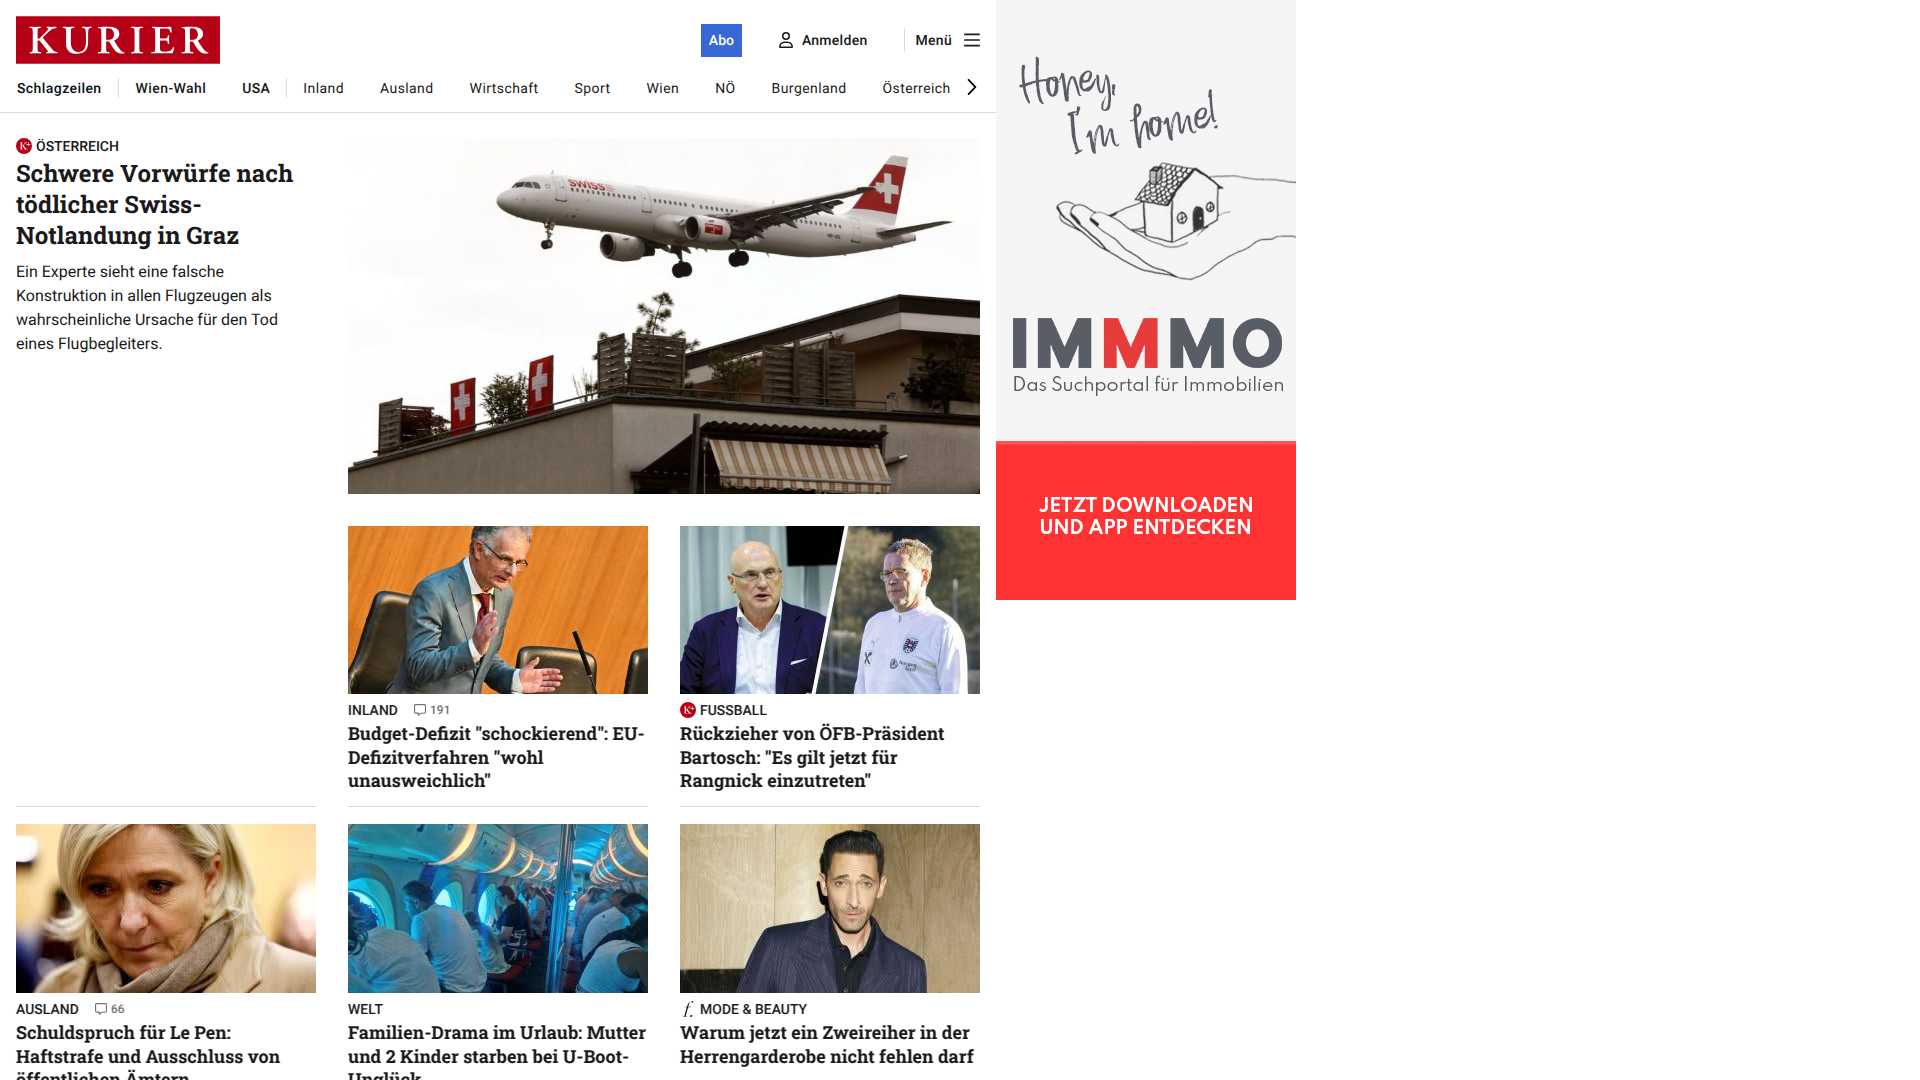 KURIER
Abo
Anmelden
Menü
Schlagzeilen
Wien-Wahl
USA
Inland
Ausland
Wirtschaft
Sport
Wien
NÖ
Burgenland
Österreich
ÖSTERREICH
Schwere Vorwürfe nach
tödlicher Swiss-
Notlandung in Graz
Ein Experte sieht eine falsche
Konstruktion in allen Flugzeugen als
wahrscheinliche Ursache für den Tod
eines Flugbegleiters.
swiss
INLAND 191
Budget-Defizit "schockierend": EU-
Defizitverfahren "wohl
unausweichlich"
K+ FUSSBALL
Rückzieher von ÖFB-Präsident
Bartosch: "Es gilt jetzt für
Rangnick einzutreten"
AUSLAND 66
Schuldspruch für Le Pen:
Haftstrafe und Ausschluss von
öffentlichen Ämtern
WELT
Familien-Drama im Urlaub: Mutter
und 2 Kinder starben bei U-Boot-
Unglück
f. MODE & BEAUTY
Warum jetzt ein Zweireiher in der
Herrengarderobe nicht fehlen darf
Honey,
I'm home!
IMMMO
Das Suchportal für Immobilien
JETZT DOWNLOADEN
UND APP ENTDECKEN